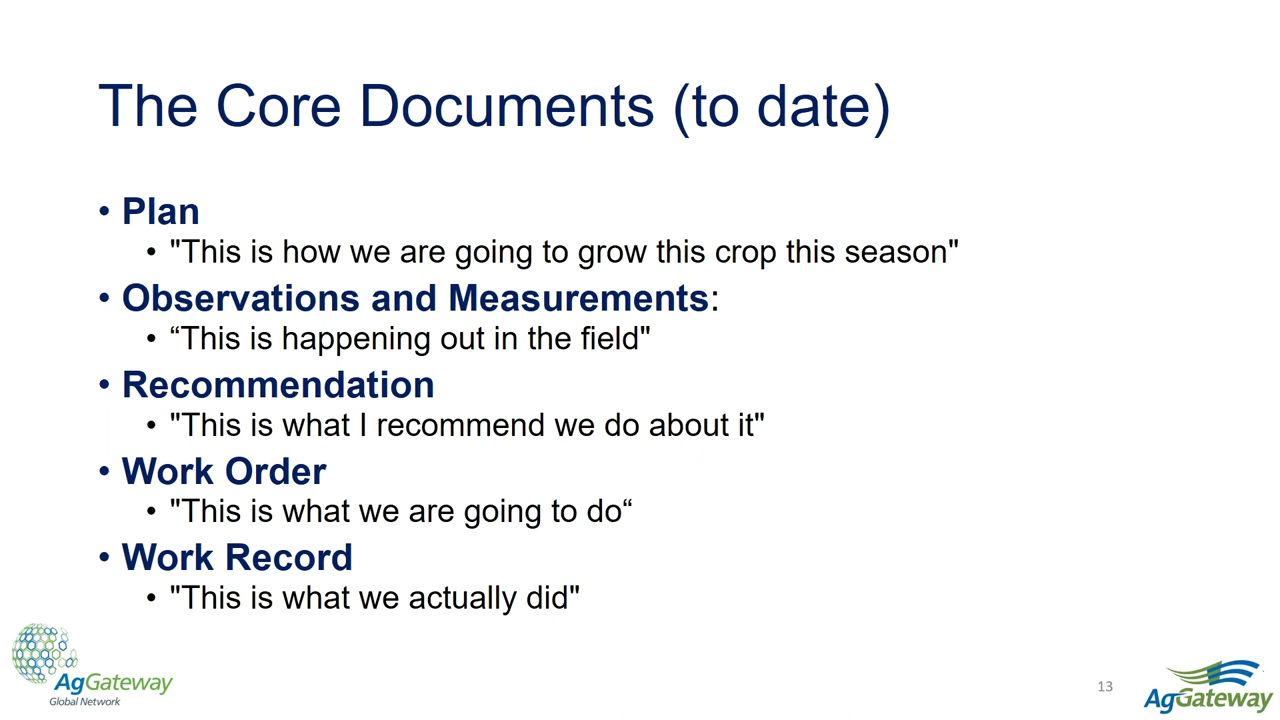 The Core Documents (to date)
• Plan
• "This is how we are going to grow this crop this season"
• Observations and Measurements:
• “This is happening out in the field"
• Recommendation
• "This is what I recommend we do about it"
• Work Order
• "This is what we are going to do“
• Work Record
• "This is what we actually did"
AgGateway
Global Network
13
AgGateway